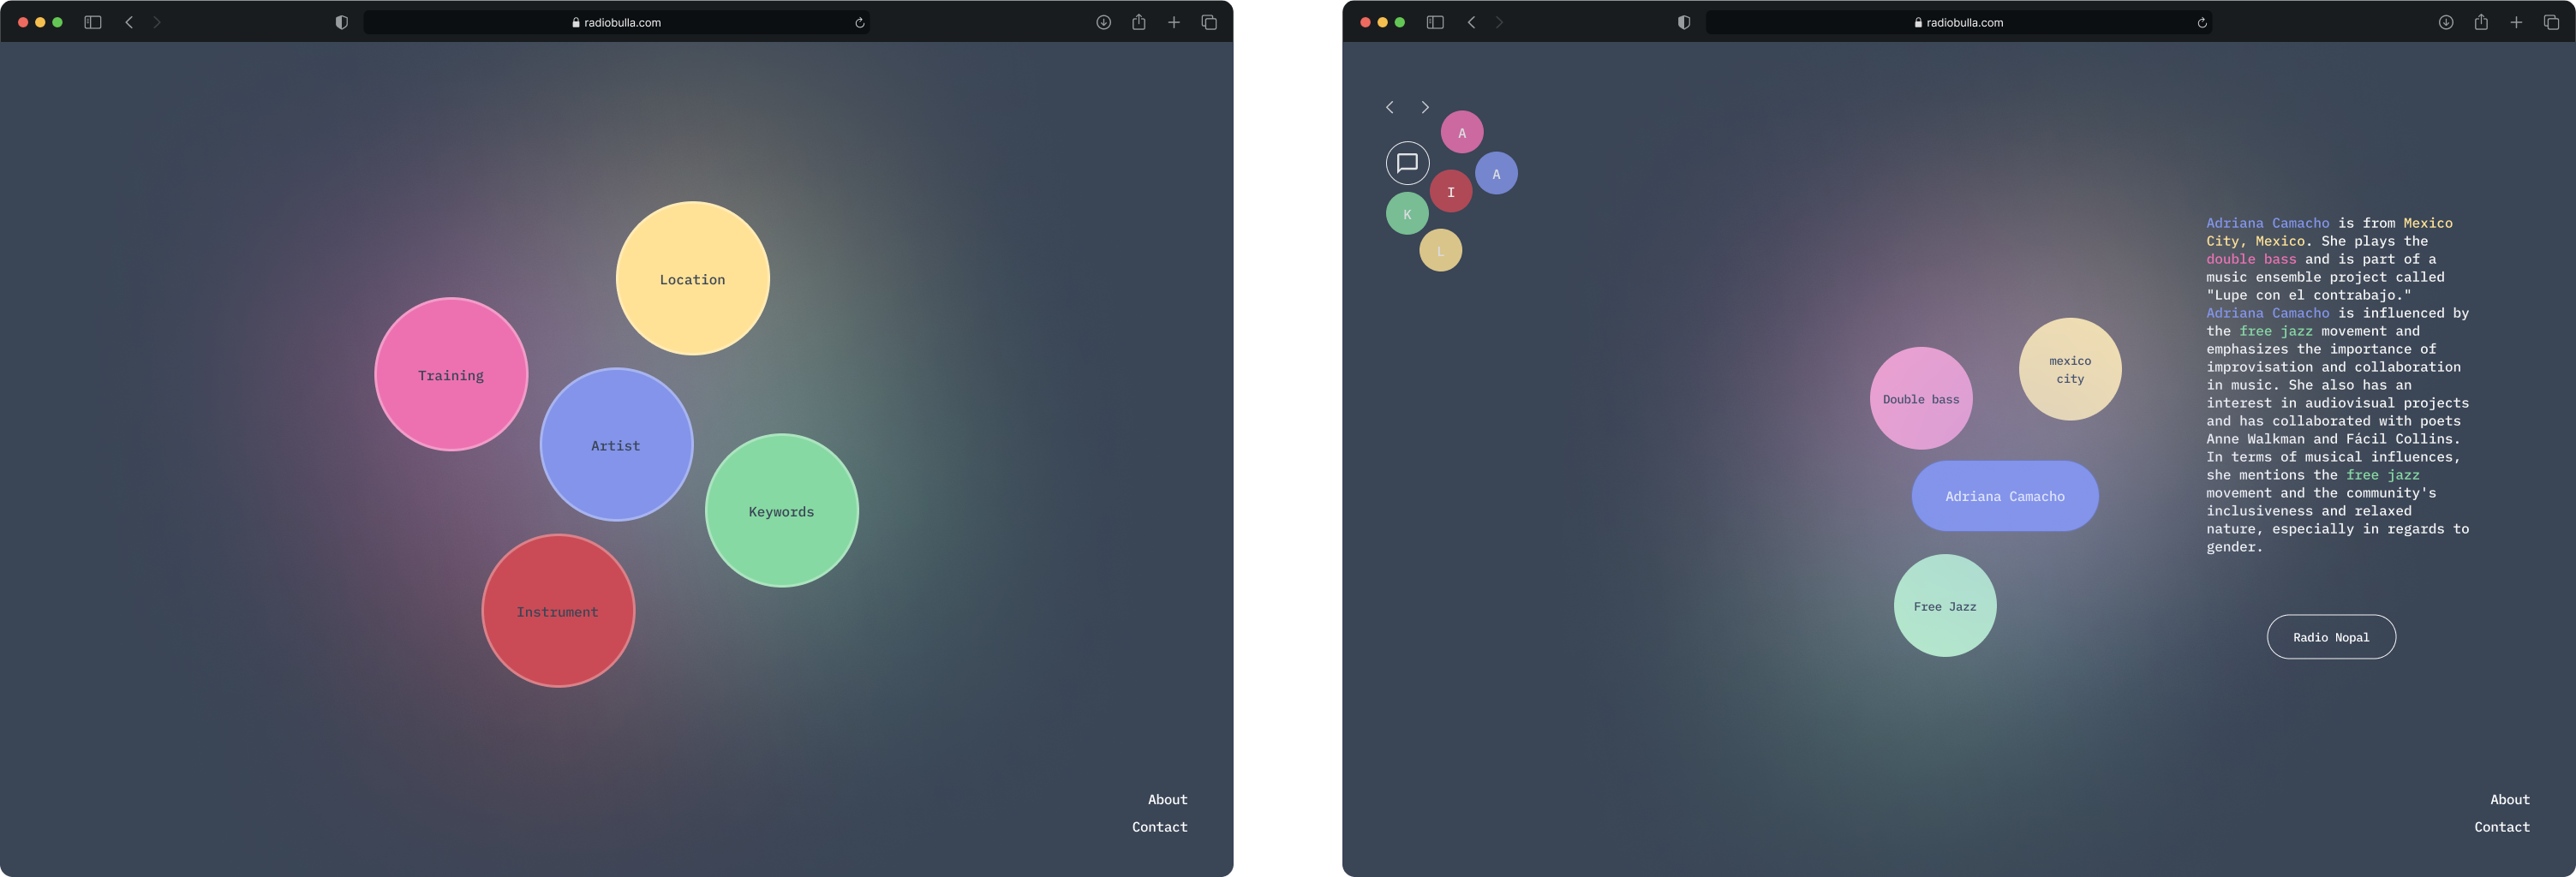 radiobulla.com
Location
Training
Artist
Keywords
Instrument
About
Contact
radiobulla.com
A
A
I
K
L
Adriana Camacho is from Mexico
City, Mexico. She plays the
double bass and is part of a
music ensemble project called
"Lupe con el contrabajo."
Adriana Camacho is influenced by
the free jazz movement and
emphasizes the importance of
improvisation and collaboration
in music. She also has an
interest in audiovisual projects
and has collaborated with poets
Anne Walkman and Fácil Collins.
In terms of musical influences,
she mentions the free jazz
movement and the community's
inclusiveness and relaxed
nature, especially in regards to
gender.
mexico
city
Double bass
Adriana Camacho
Free Jazz
Radio Nopal
About
Contact